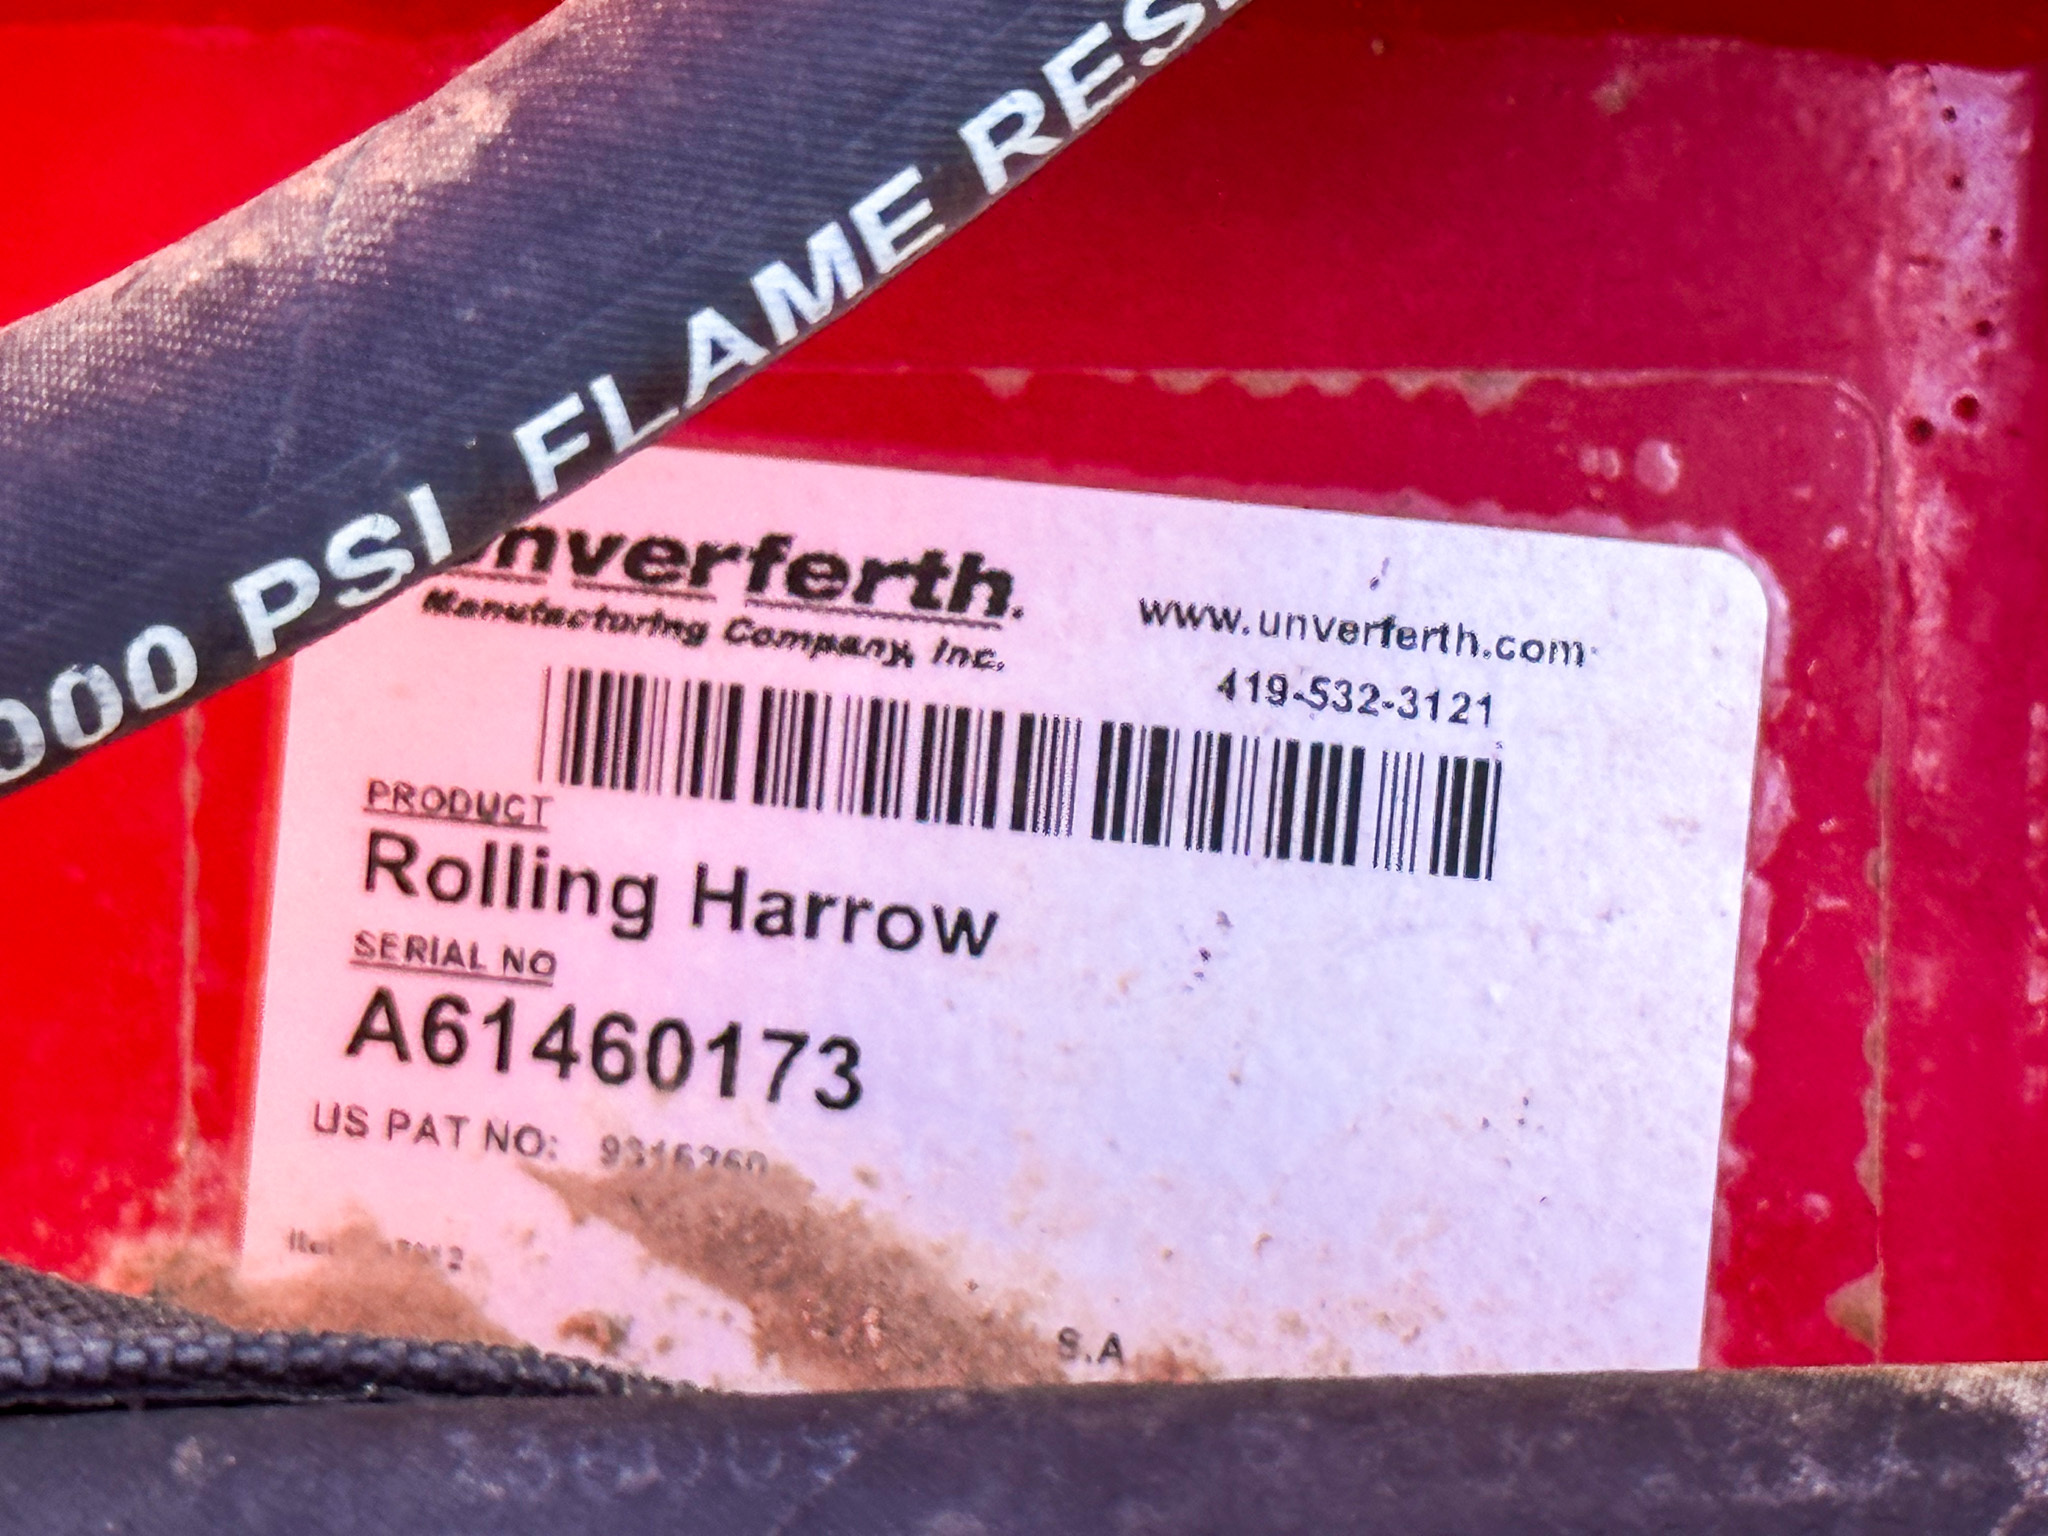 000 PSI FLAME RES
unverferth.
Manufacturing Company, Inc.
www.unverferth.com
419-532-3121
PRODUCT
Rolling Harrow
SERIAL NO
A61460173
US PAT NO:
S.A